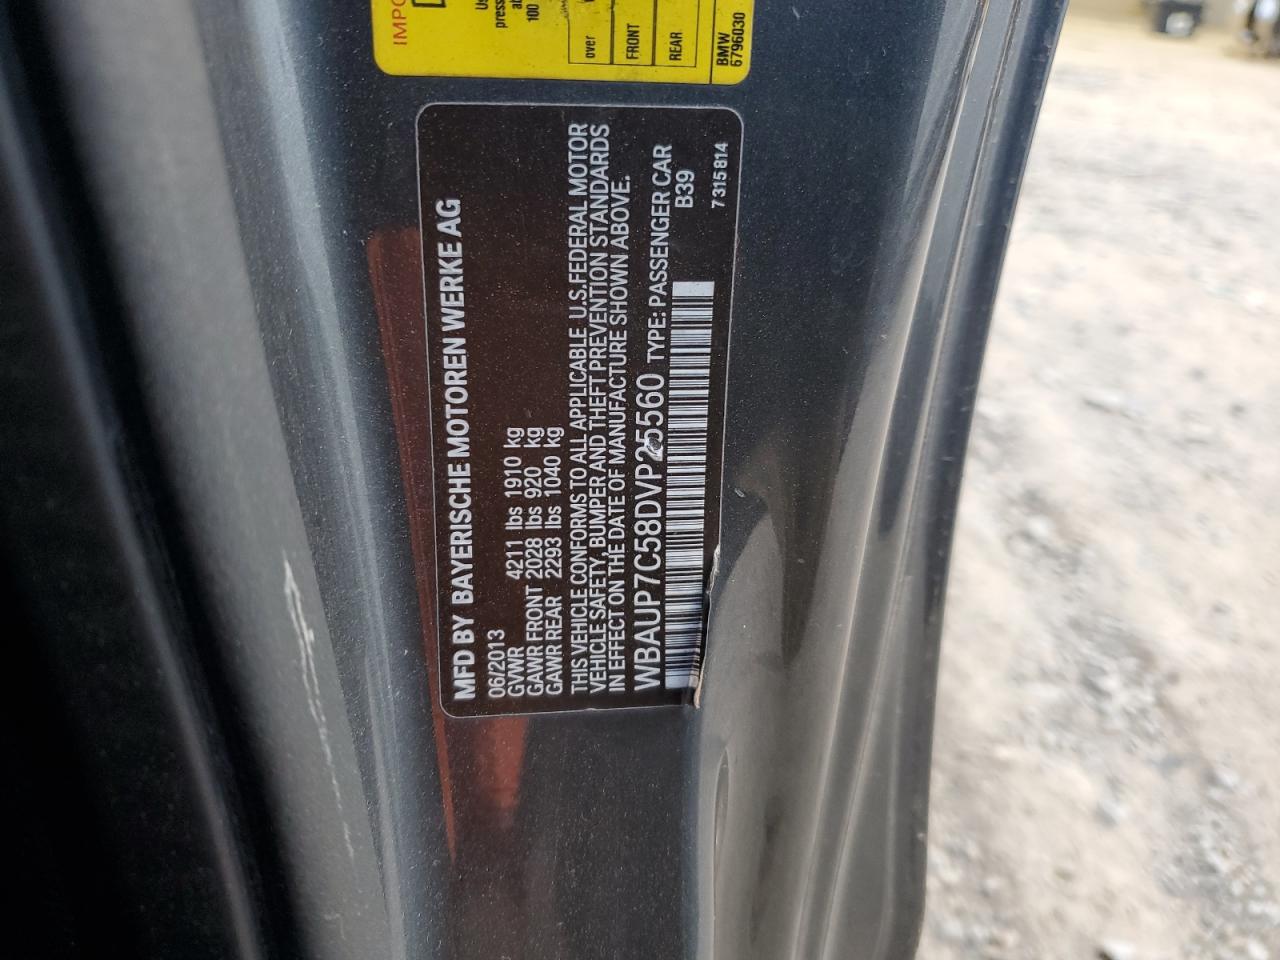 MFD BY BAYERISCHE MOTOREN WERKE AG
06/2013
GVWR 4211 lbs 1910 kg
GAWR FRONT 2028 lbs 920 kg
GAWR REAR 2293 lbs 1040 kg
THIS VEHICLE CONFORMS TO ALL APPLICABLE U.S.FEDERAL MOTOR
VEHICLE SAFETY, BUMPER AND THEFT PREVENTION STANDARDS
IN EFFECT ON THE DATE OF MANUFACTURE SHOWN ABOVE.
WBAUP7C58DVP25560 TYPE: PASSENGER CAR
B39
7315814
100
over
FRONT
REAR
BMW
6796030